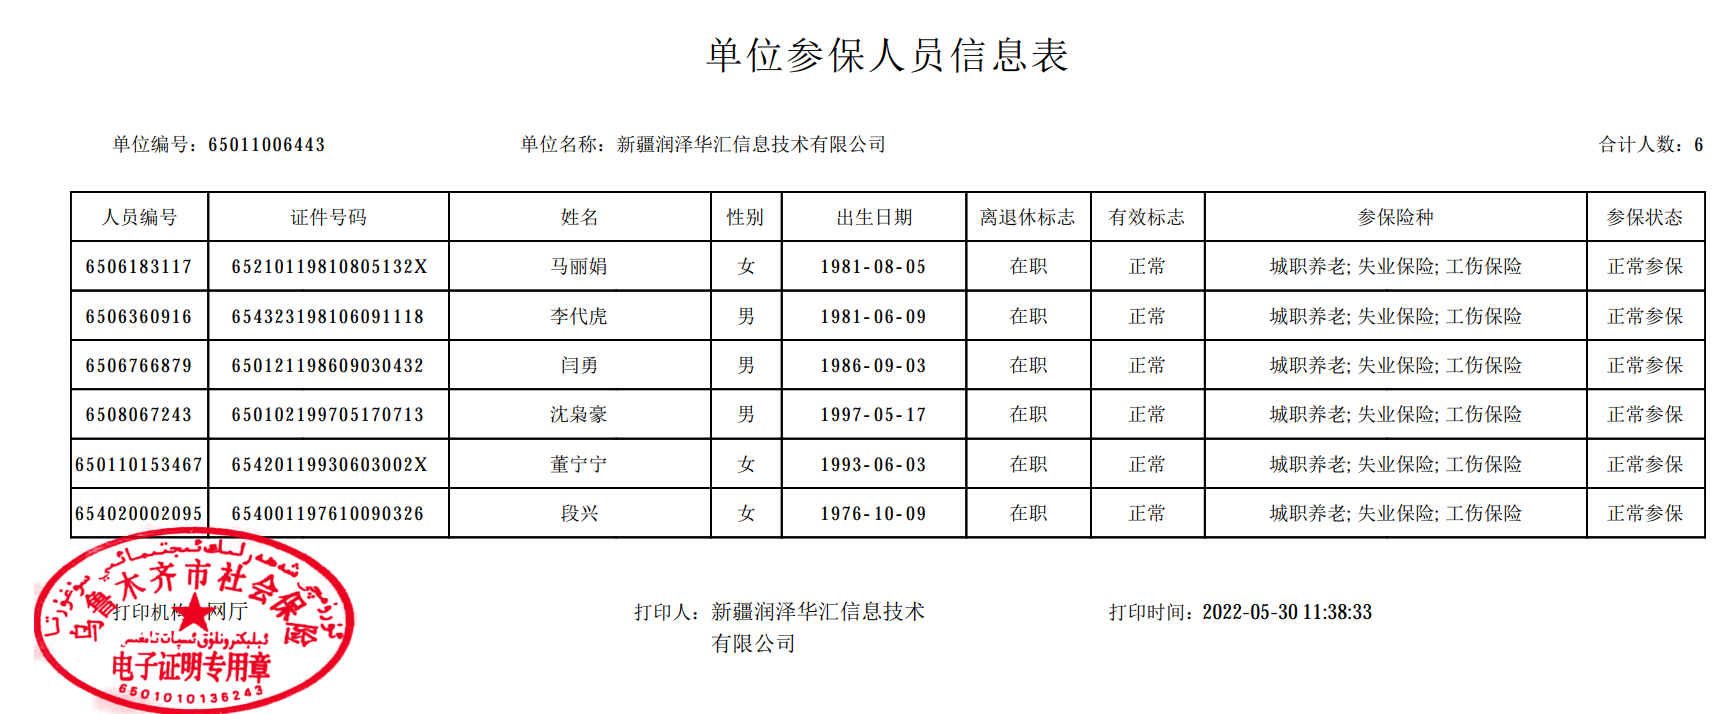 单位参保人员信息表
单位编号：65011006443 单位名称：新疆润泽华汇信息技术有限公司 合计人数：6
人员编号 证件号码 姓名 性别 出生日期 离退休标志 有效标志 参保险种 参保状态
6506183117 65210119810805132X 马丽娟 女 1981-08-05 在职 正常 城职养老;失业保险;工伤保险 正常参保
6506360916 654323198106091118 李代虎 男 1981-06-09 在职 正常 城职养老;失业保险;工伤保险 正常参保
6506766879 650121198609030432 闫勇 男 1986-09-03 在职 正常 城职养老;失业保险;工伤保险 正常参保
6508067243 650102199705170713 沈枭豪 男 1997-05-17 在职 正常 城职养老;失业保险;工伤保险 正常参保
650110153467 65420119930603002X 董宁宁 女 1993-06-03 在职 正常 城职养老;失业保险;工伤保险 正常参保
654020002095 654001197610090326 段兴 女 1976-10-09 在职 正常 城职养老;失业保险;工伤保险 正常参保
打印机构 网厅 打印人：新疆润泽华汇信息技术 打印时间：2022-05-30 11:38:33
有限公司
乌鲁木齐市社会保险
电子证明专用章
6501010136243